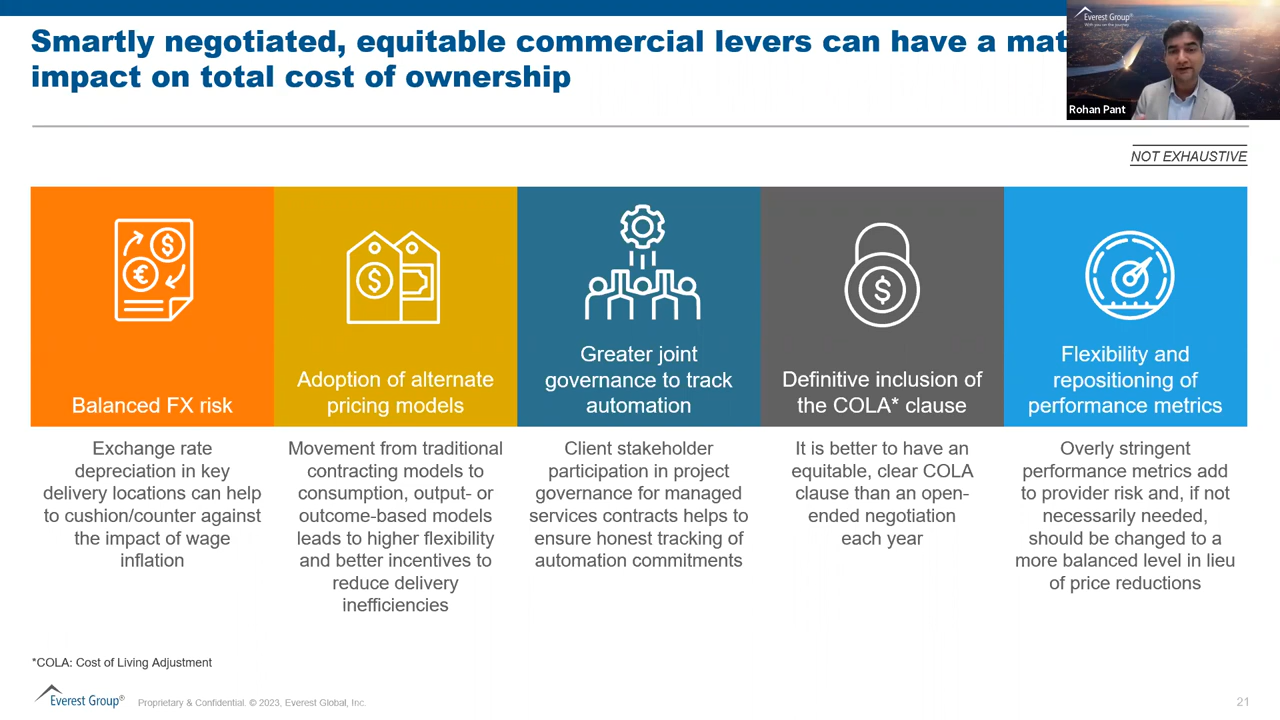 Smartly negotiated, equitable commercial levers can have a mat
impact on total cost of ownership
Everest Group®
Rohan Pant
NOT EXHAUSTIVE
Balanced FX risk
Exchange rate
depreciation in key
delivery locations can help
to cushion/counter against
the impact of wage
inflation
Adoption of alternate
pricing models
Movement from traditional
contracting models to
consumption, output- or
outcome-based models
leads to higher flexibility
and better incentives to
reduce delivery
inefficiencies
Greater joint
governance to track
automation
Client stakeholder
participation in project
governance for managed
services contracts helps to
ensure honest tracking of
automation commitments
Definitive inclusion of
the COLA* clause
It is better to have an
equitable, clear COLA
clause than an open-
ended negotiation
each year
Flexibility and
repositioning of
performance metrics
Overly stringent
performance metrics add
to provider risk and, if not
necessarily needed,
should be changed to a
more balanced level in lieu
of price reductions
*COLA: Cost of Living Adjustment
Everest Group®
Proprietary & Confidential. © 2023, Everest Global, Inc.
21